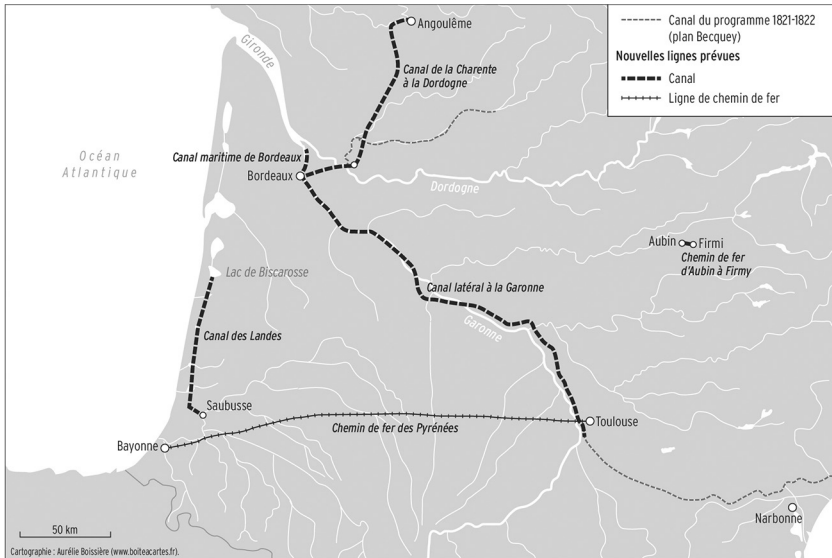 Angoulême
Gironde
Canal de la Charente
à la Dordogne
Canal du programme 1821-1822
(plan Becquey)
Nouvelles lignes prévues
Canal
Ligne de chemin de fer
Océan
Atlantique
Canal maritime de Bordeaux
Bordeaux
Dordogne
Aubin
Firmi
Chemin de fer
d'Aubin à Firmy
Lac de Biscarosse
Canal latéral à la Garonne
Garonne
Canal des Landes
Saubusse
Toulouse
Chemin de fer des Pyrénées
Bayonne
Narbonne
50 km
Cartographie : Aurélie Boissière (www.boiteacartes.fr).